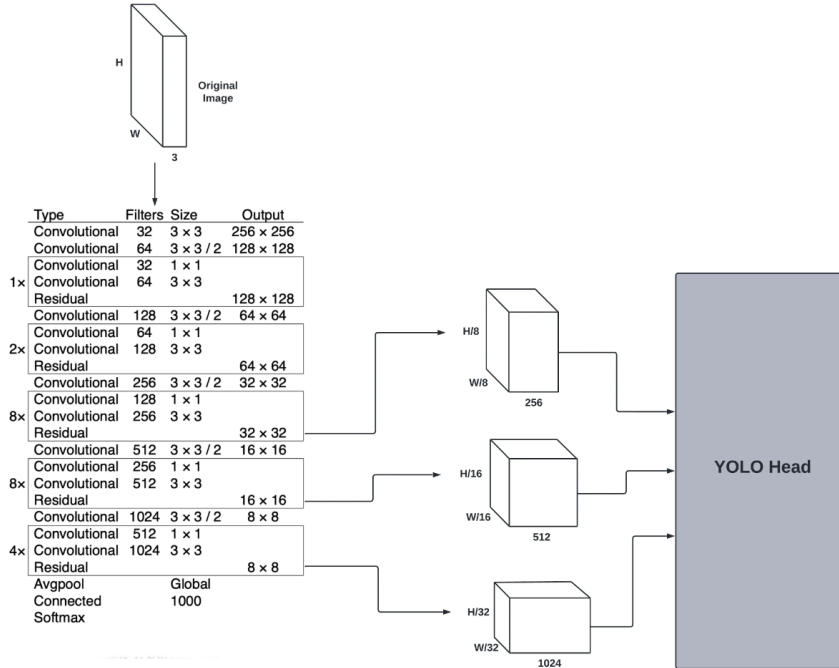 H
Original
Image
W
3
Type Filters Size Output
Convolutional 32 3 × 3 256 × 256
Convolutional 64 3 × 3 / 2 128 × 128
Convolutional 32 1 × 1
1× Convolutional 64 3 × 3
Residual 128 × 128
Convolutional 128 3 × 3 / 2 64 × 64
Convolutional 64 1 × 1
2× Convolutional 128 3 × 3
Residual 64 × 64
Convolutional 256 3 × 3 / 2 32 × 32
Convolutional 128 1 × 1
8× Convolutional 256 3 × 3
Residual 32 × 32
Convolutional 512 3 × 3 / 2 16 × 16
Convolutional 256 1 × 1
8× Convolutional 512 3 × 3
Residual 16 × 16
Convolutional 1024 3 × 3 / 2 8 × 8
Convolutional 512 1 × 1
4× Convolutional 1024 3 × 3
Residual 8 × 8
Avgpool Global
Connected 1000
Softmax
H/8
W/8
256
H/16
W/16
512
H/32
W/32
1024
YOLO Head